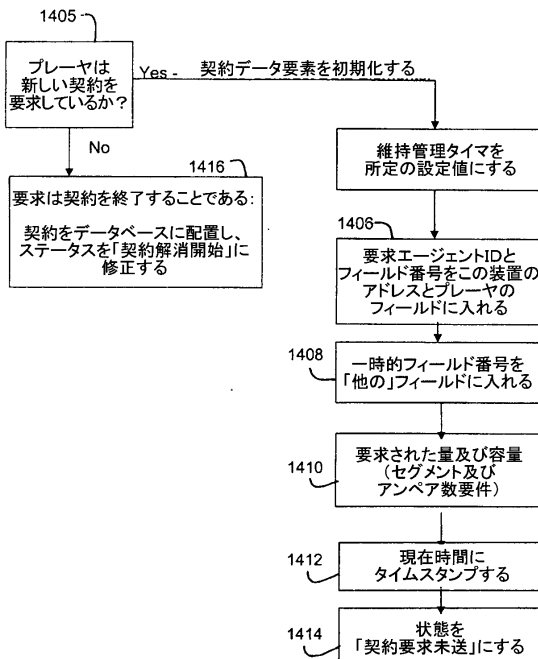 1405
プレーヤは
新しい契約を
要求しているか?
Yes - 契約データ要素を初期化する
No
1416
要求は契約を終了することである:
契約をデータベースに配置し、
ステータスを「契約解消開始」に
修正する
維持管理タイマを
所定の設定値にする
1406
要求エージェントIDと
フィールド番号をこの装置の
アドレスとプレーヤの
フィールドに入れる
1408
一時的フィールド番号を
「他の」フィールドに入れる
1410
要求された量及び容量
(セグメント及び
アンペア数要件)
1412
現在時間に
タイムスタンプする
1414
状態を
「契約要求未送」にする